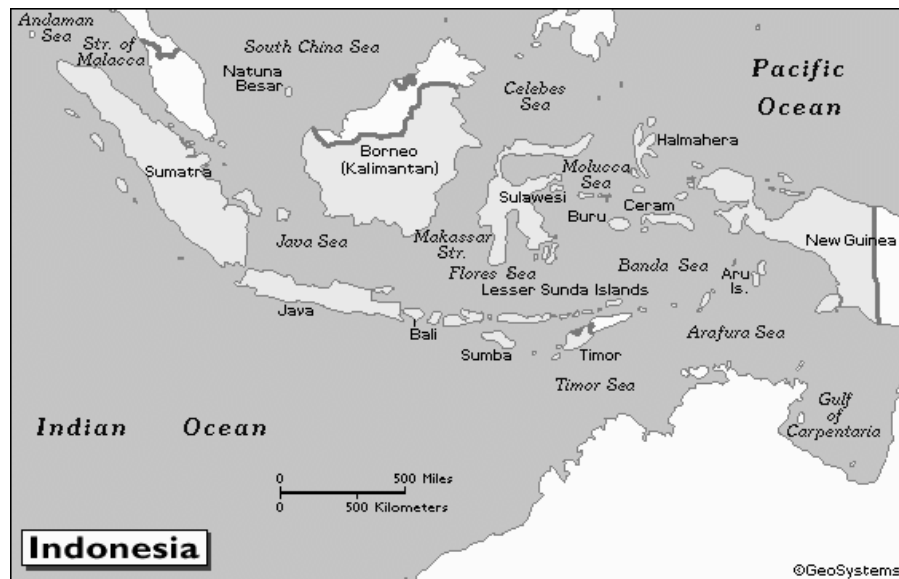 Andaman
Sea
Str. of
Malacca
South China Sea
Natuna
Besar
Celebes
Sea
Pacific
Ocean
Borneo
(Kalimantan)
Halmahera
Sumatra
Molucca
Sea
Sulawesi
Buru
Ceram
Java Sea
Makassar
Str.
New Guinea
Flores Sea
Banda Sea
Aru
Is.
Lesser Sunda Islands
Java
Bali
Sumba
Timor
Arafura Sea
Timor Sea
Gulf
of
Carpentaria
Indian Ocean
0 500 Miles
0 500 Kilometers
Indonesia
©GeoSystems